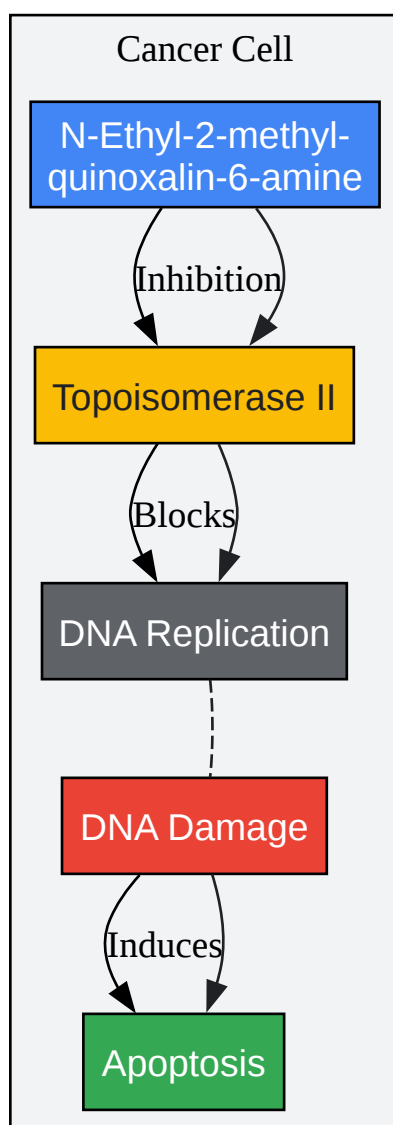 Cancer Cell
N-Ethyl-2-methyl-
quinoxalin-6-amine
Inhibition
Topoisomerase II
Blocks
DNA Replication
DNA Damage
Induces
Apoptosis